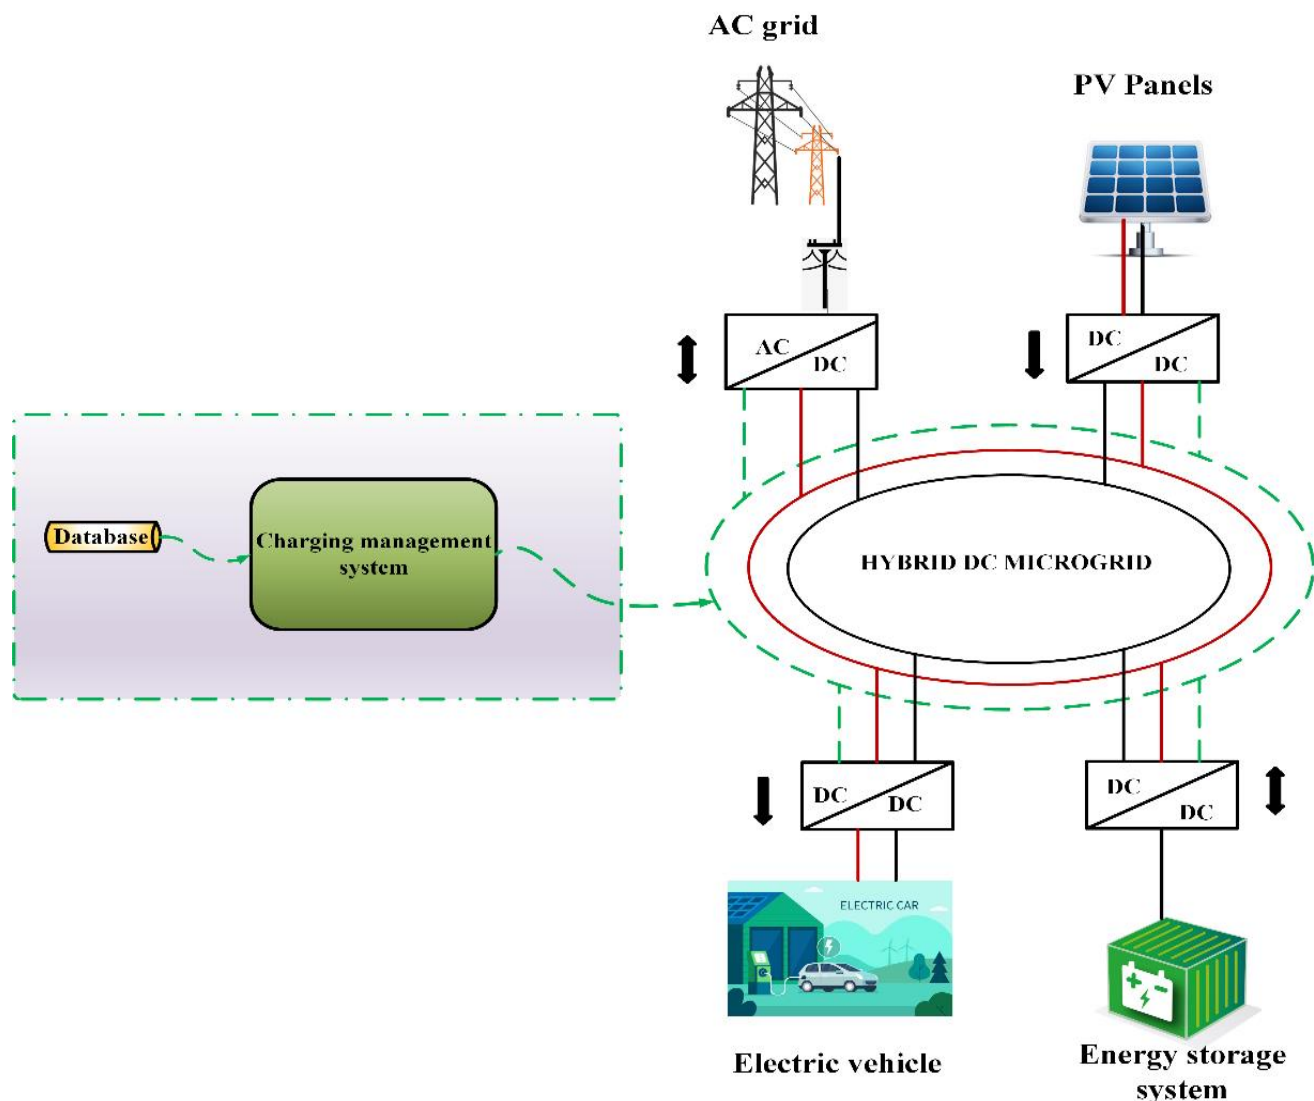 AC grid
PV Panels
AC
DC
DC
DC
Database
Charging management
system
HYBRID DC MICROGRID
DC
DC
DC
DC
ELECTRIC CAR
Electric vehicle
Energy storage
system